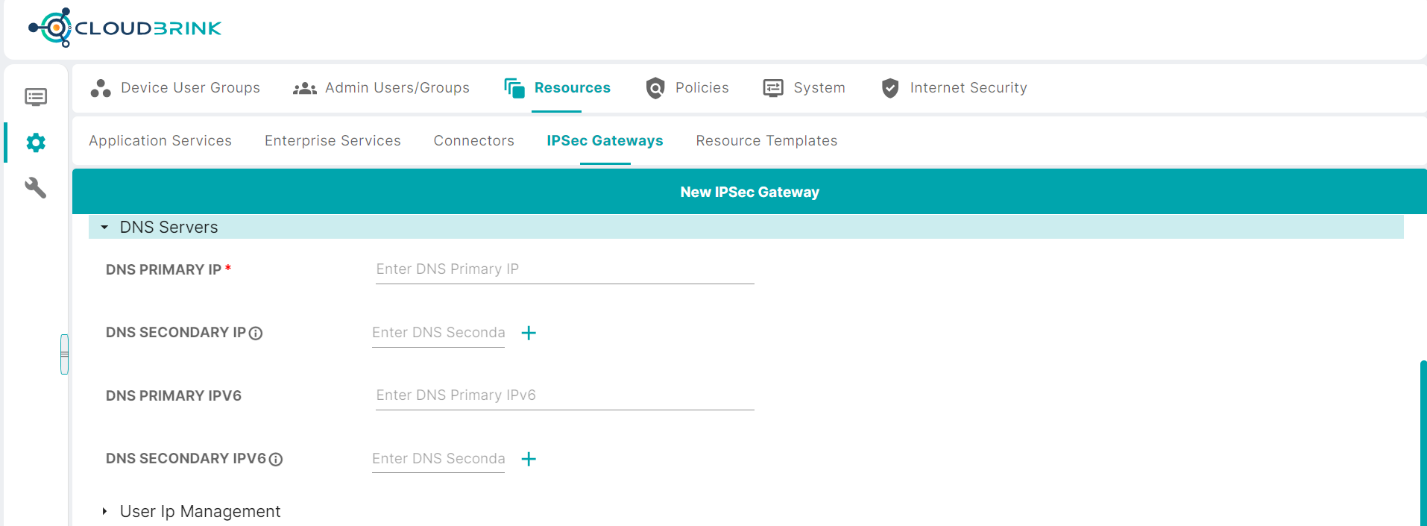 CLOUDBRINK
Device User Groups Admin Users/Groups Resources Policies System Internet Security
Application Services Enterprise Services Connectors IPSec Gateways Resource Templates
New IPSec Gateway
DNS Servers
DNS PRIMARY IP * Enter DNS Primary IP
DNS SECONDARY IP Enter DNS Seconda +
DNS PRIMARY IPV6 Enter DNS Primary IPv6
DNS SECONDARY IPV6 Enter DNS Seconda +
User Ip Management